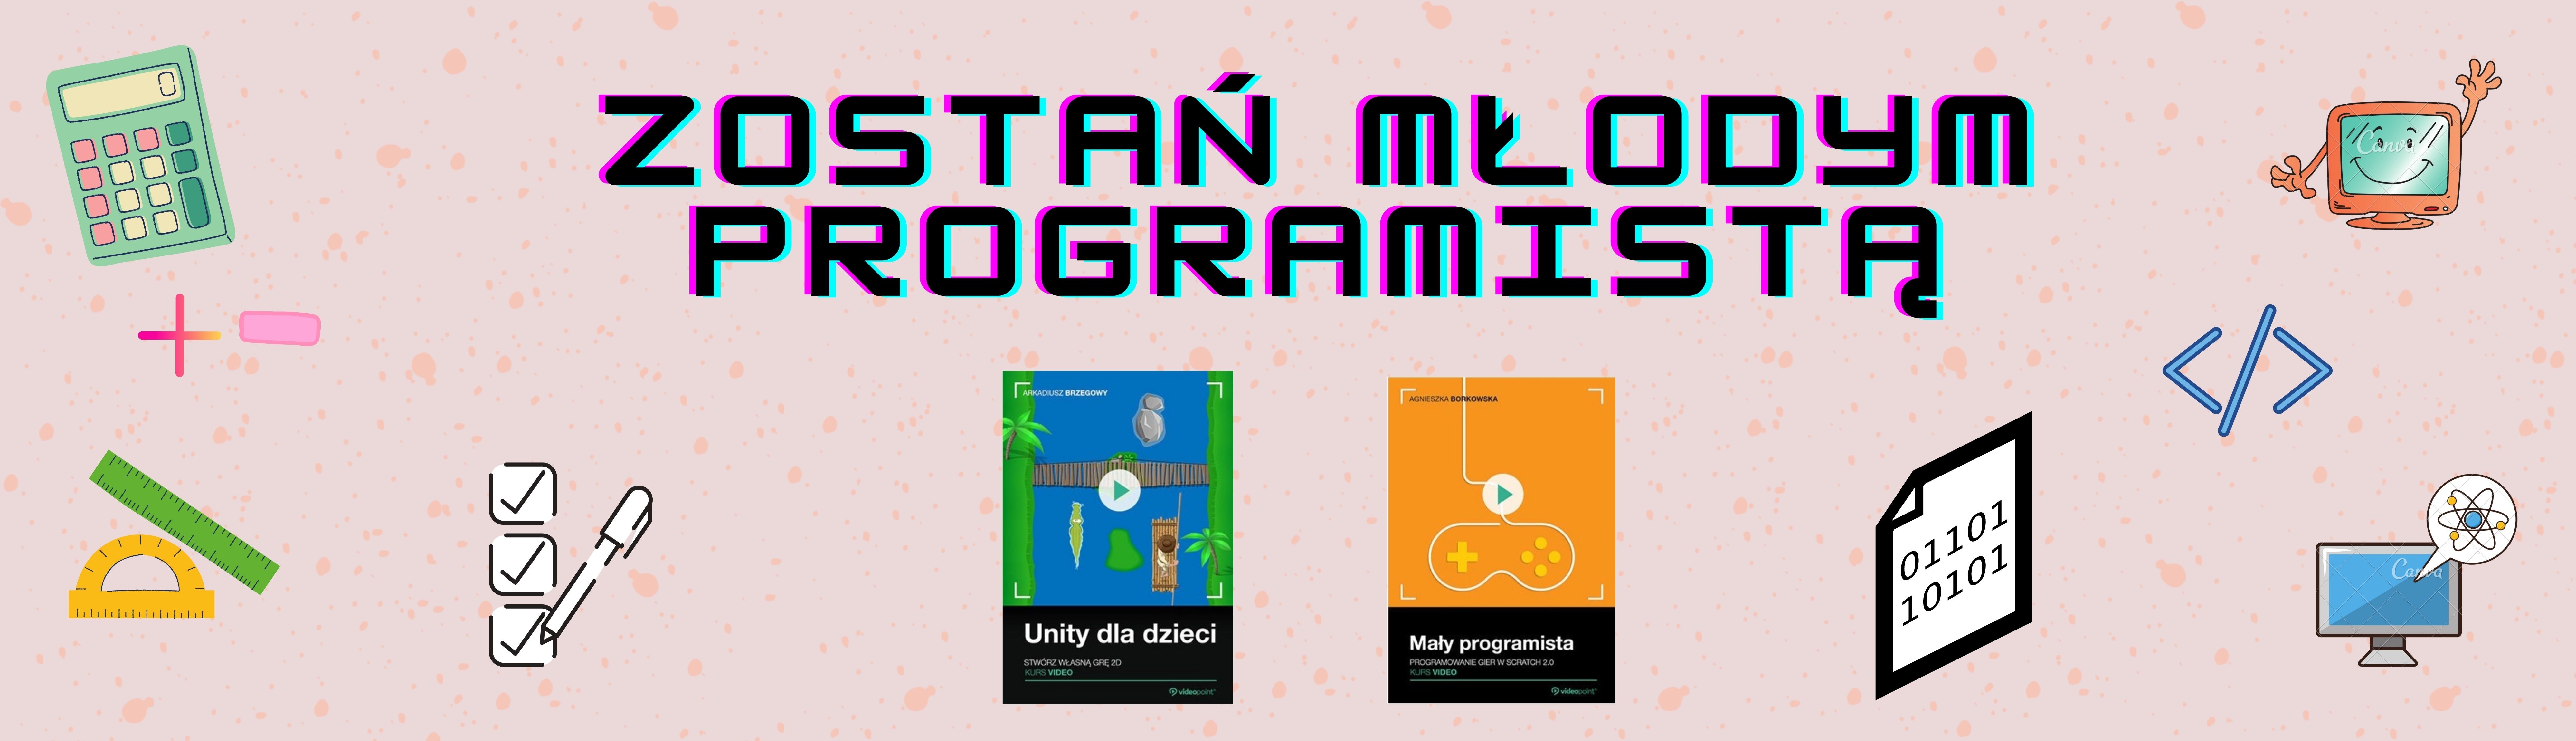 0
ZOSTAŃ MŁODYM
PROGRAMISTĄ
Canva
ARKADIUSZ BRZEGOWY
Unity dla dzieci
STWÓRZ WŁASNĄ GRĘ 2D
KURS VIDEO
videopoint
AGNIESZKA BORKOWSKA
Mały programista
PROGRAMOWANIE GIER W SCRATCH 2.0
KURS VIDEO
videopoint
</>
01101
10101
Canva